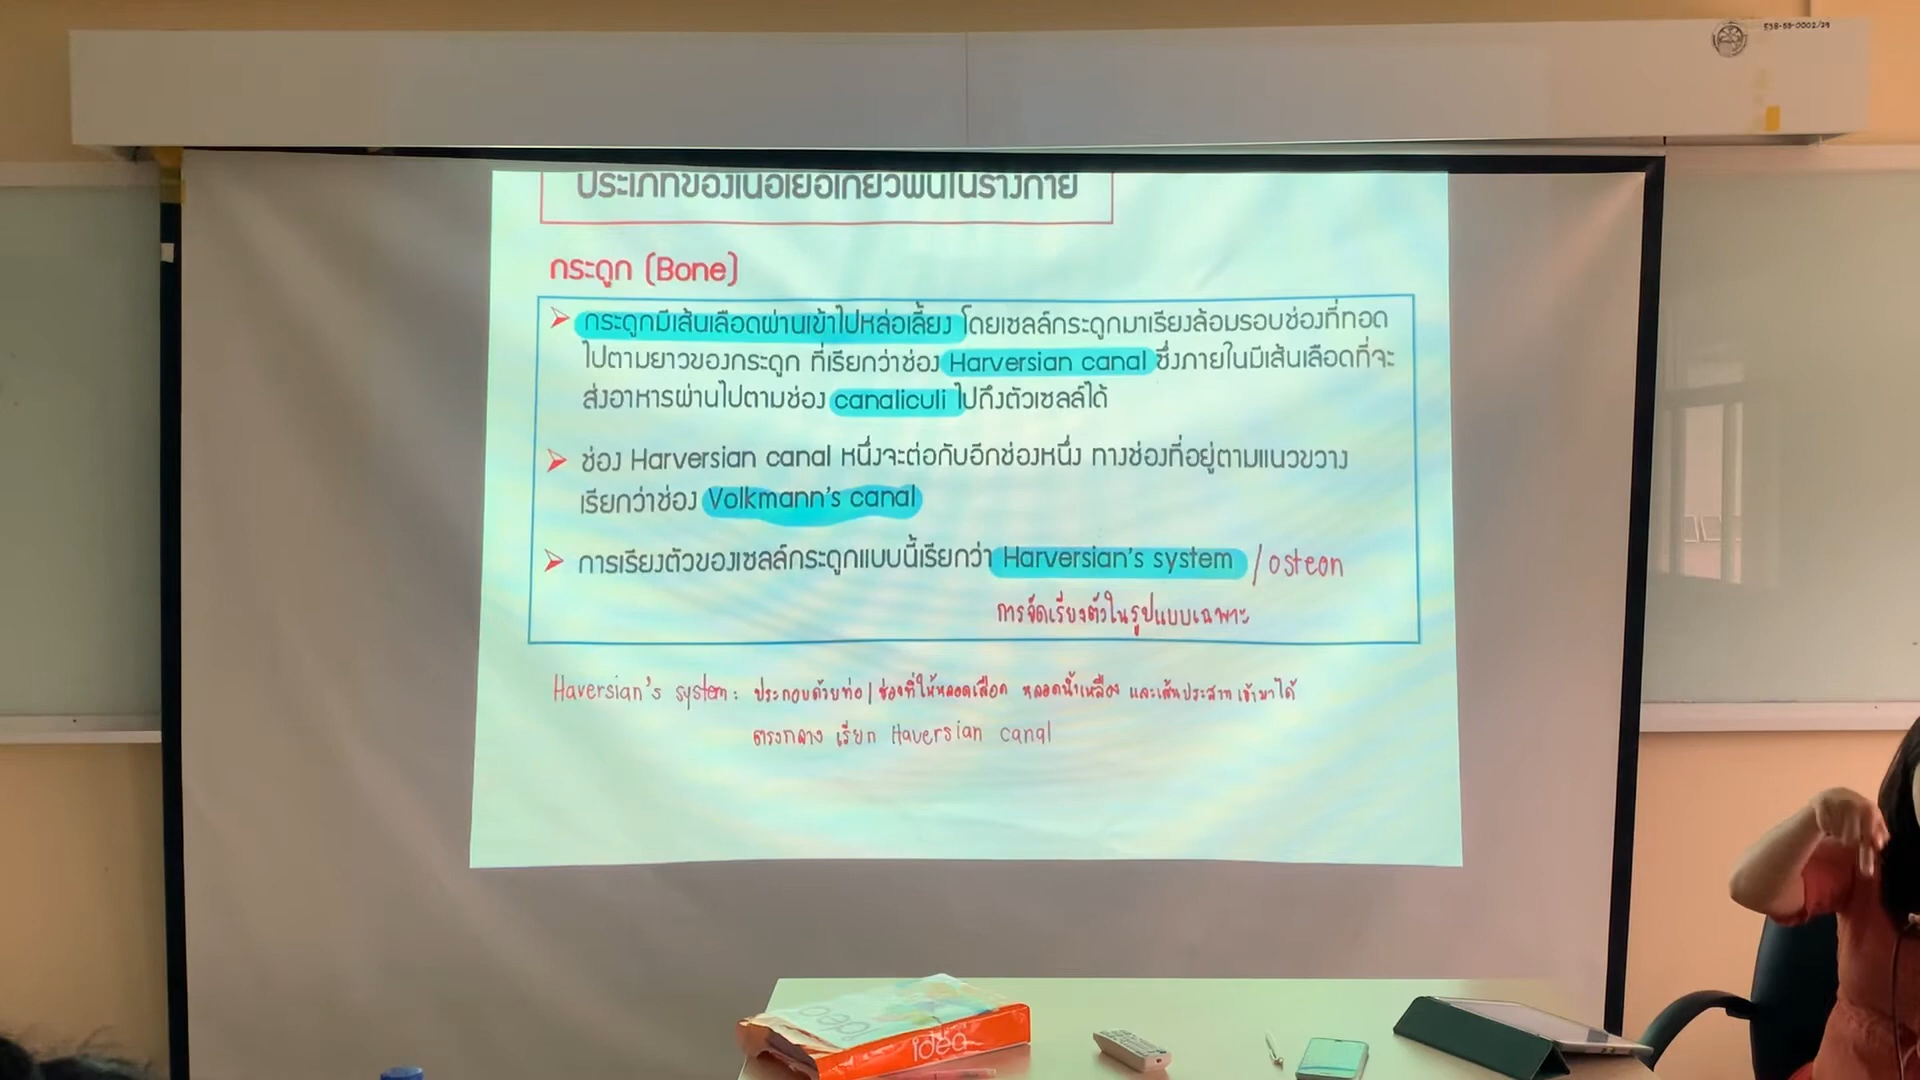 E38-53-0002/29
ประเภทของเนื้อเยื่อเกี่ยวพันในร่างกาย
กระดูก (Bone)
กระดูกมีเส้นเลือดผ่านเข้าไปหล่อเลี้ยง โดยเซลล์กระดูกมาเรียงล้อมรอบช่องที่ทอด
ไปตามยาวของกระดูก ที่เรียกว่าช่อง Harversian canal ซึ่งภายในมีเส้นเลือดที่จะ
ส่งอาหารผ่านไปตามช่อง canaliculi ไปถึงตัวเซลล์ได้
ช่อง Harversian canal หนึ่งจะต่อกับอีกช่องหนึ่ง ทางช่องที่อยู่ตามแนวขวาง
เรียกว่าช่อง Volkmann's canal
การเรียงตัวของเซลล์กระดูกแบบนี้เรียกว่า Harversian's system / osteon
การจัดเรียงตัวในรูปแบบเฉพาะ
Haversian's system: ประกอบด้วยท่อ/ช่องที่ให้หลอดเลือด หลอดน้ำเหลือง และเส้นประสาท เข้ามาได้
ตรงกลาง เรียก Haversian canal
idea
idea